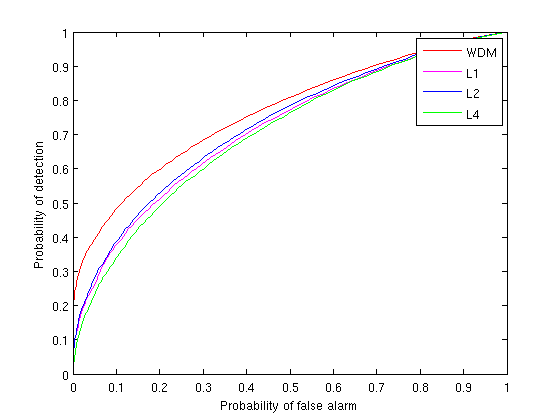 1
0.9
0.8
0.7
0.6
0.5
0.4
0.3
0.2
0.1
0
Probability of detection
WDM
L1
L2
L4
0 0.1 0.2 0.3 0.4 0.5 0.6 0.7 0.8 0.9 1
Probability of false alarm